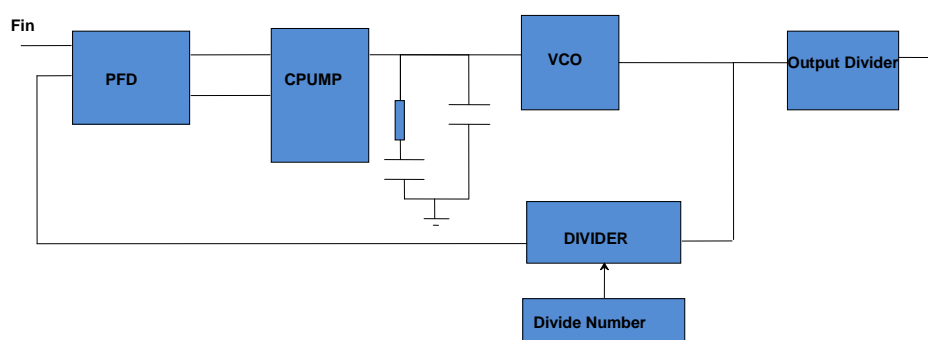 Fin
PFD
CPUMP
VCO
Output Divider
DIVIDER
Divide Number